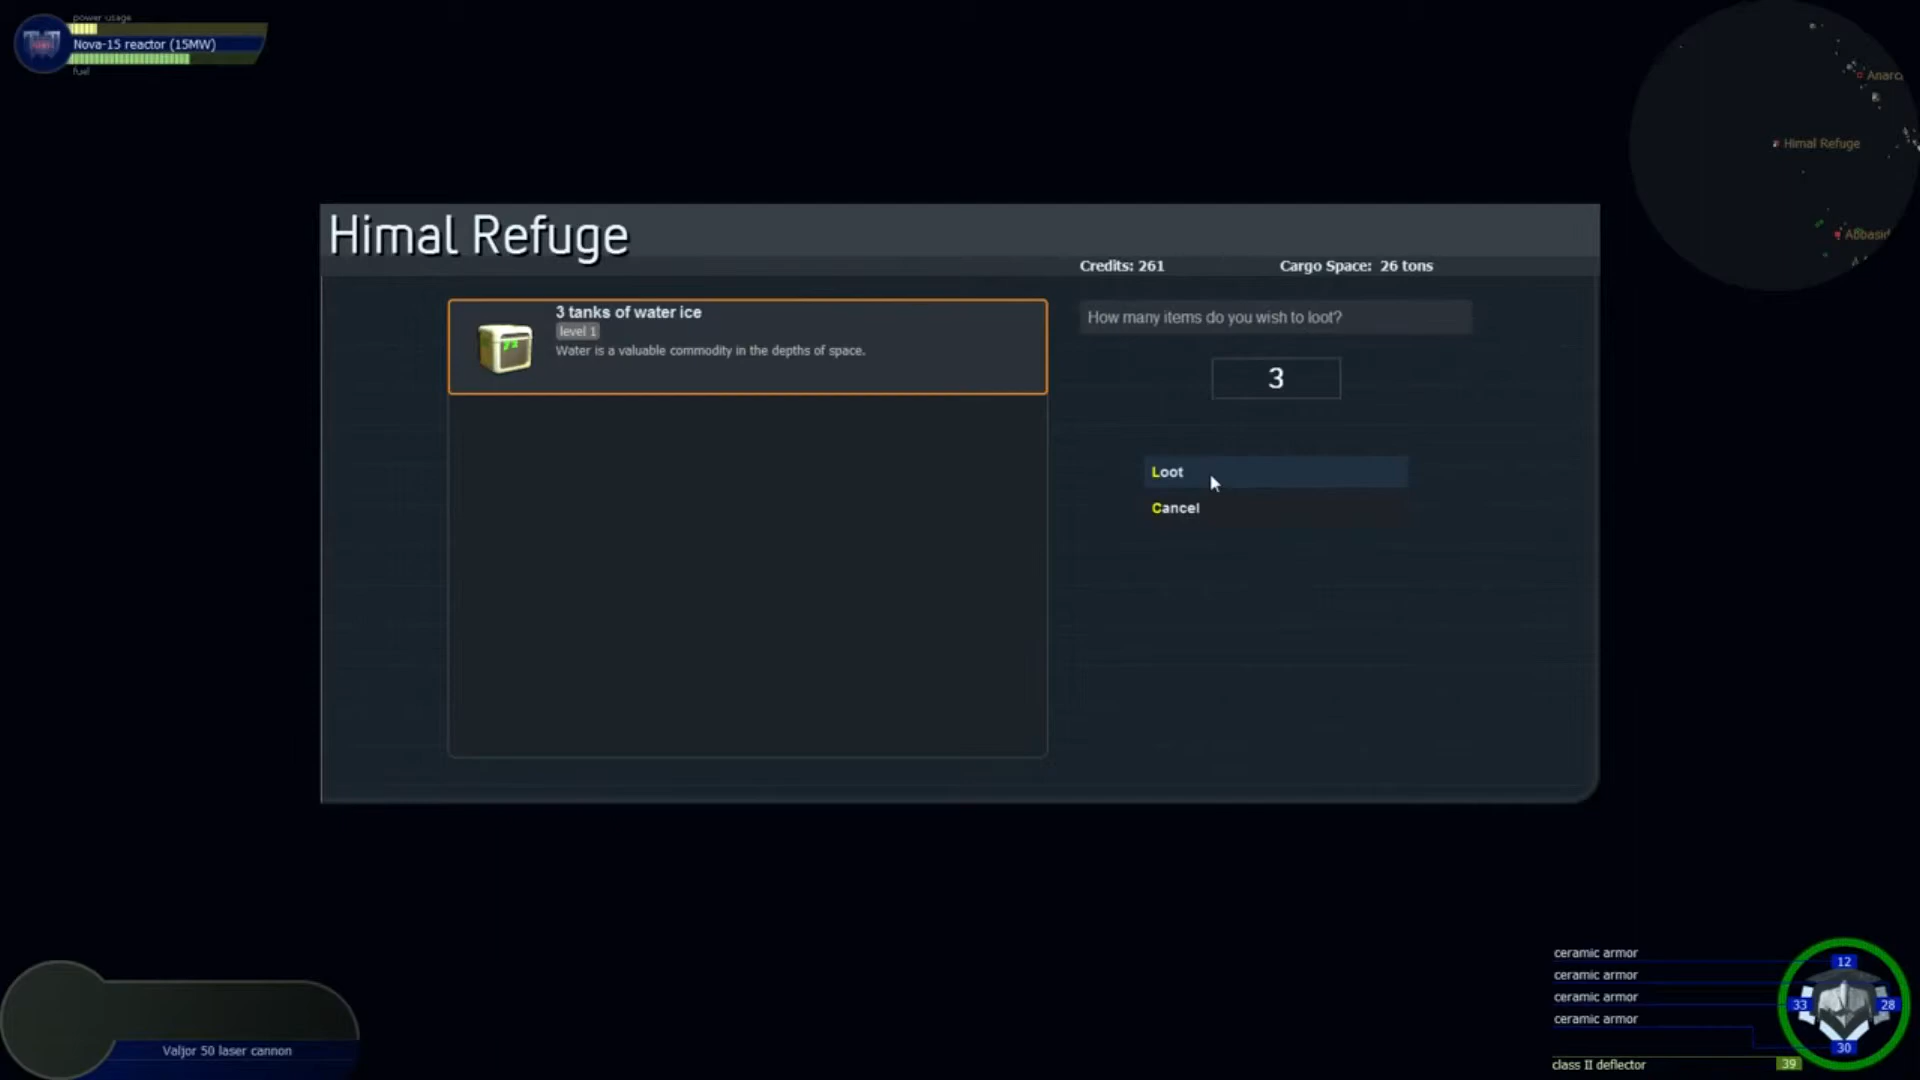 power usage
Nova-15 reactor (15MW)
fuel
Himal Refuge
Abbasid
Himal Refuge
Credits: 261
Cargo Space: 26 tons
3 tanks of water ice
level 1
Water is a valuable commodity in the depths of space.
How many items do you wish to loot?
3
Loot
Cancel
Valjor 50 laser cannon
ceramic armor
ceramic armor
ceramic armor
ceramic armor
class II deflector
39
12
33
28
30